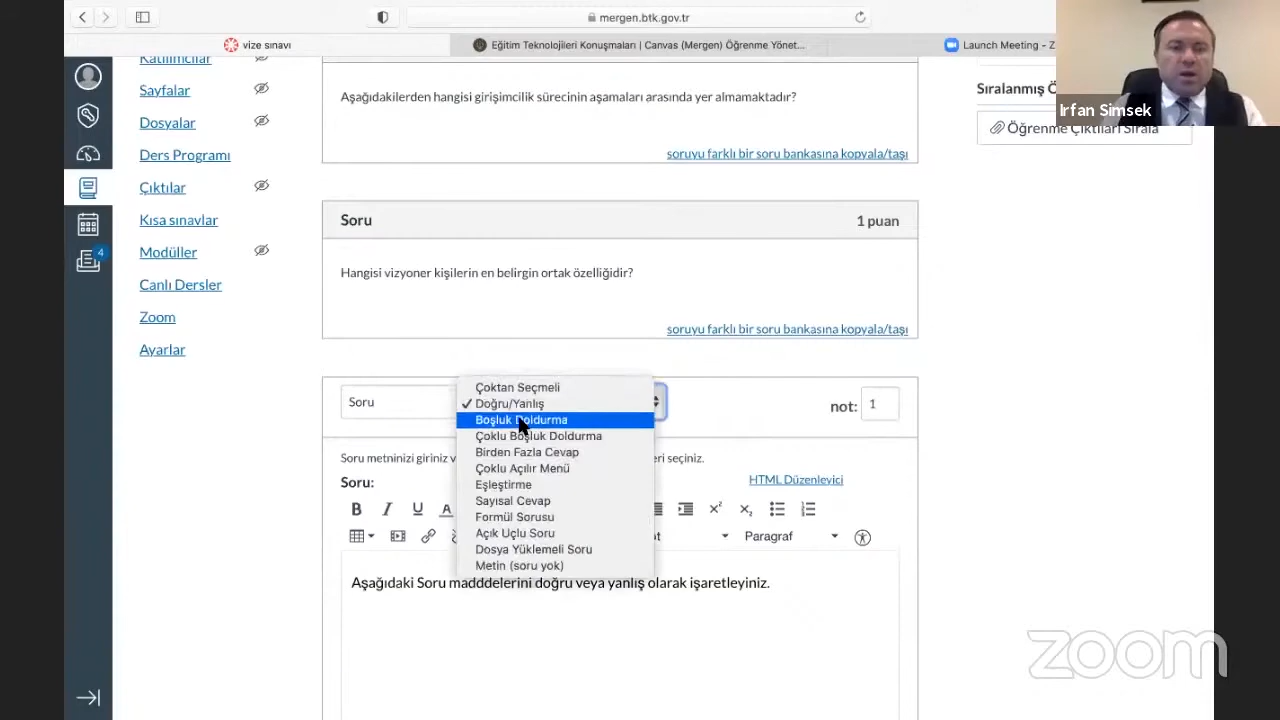 mergen.btk.gov.tr
vize sınavı
Eğitim Teknolojileri Konuşmaları | Canvas (Mergen) Öğrenme Yönet...
Launch Meeting - Z
Irfan Simsek
Katılımcılar
Sayfalar
Dosyalar
Ders Programı
Çıktılar
Kısa sınavlar
Modüller
Canlı Dersler
Zoom
Ayarlar
4
Aşağıdakilerden hangisi girişimcilik sürecinin aşamaları arasında yer almamaktadır?
soruyu farklı bir soru bankasına kopyala/taşı
Soru
1 puan
Hangisi vizyoner kişilerin en belirgin ortak özelliğidir?
soruyu farklı bir soru bankasına kopyala/taşı
Soru
Çoktan Seçmeli
✓ Doğru/Yanlış
Boşluk Doldurma
Çoklu Boşluk Doldurma
Birden Fazla Cevap
Çoklu Açılır Menü
Eşleştirme
Sayısal Cevap
Formül Sorusu
Açık Uçlu Soru
Dosya Yüklemeli Soru
Metin (soru yok)
not:
1
Soru metninizi giriniz v
eri seçiniz.
Soru:
HTML Düzenleyici
B I U A
Paragraf
Aşağıdaki Soru madddelerini doğru veya yanlış olarak işaretleyiniz.
Sıralanmış Ö
Öğrenme Çıktıları Sırala
zoom